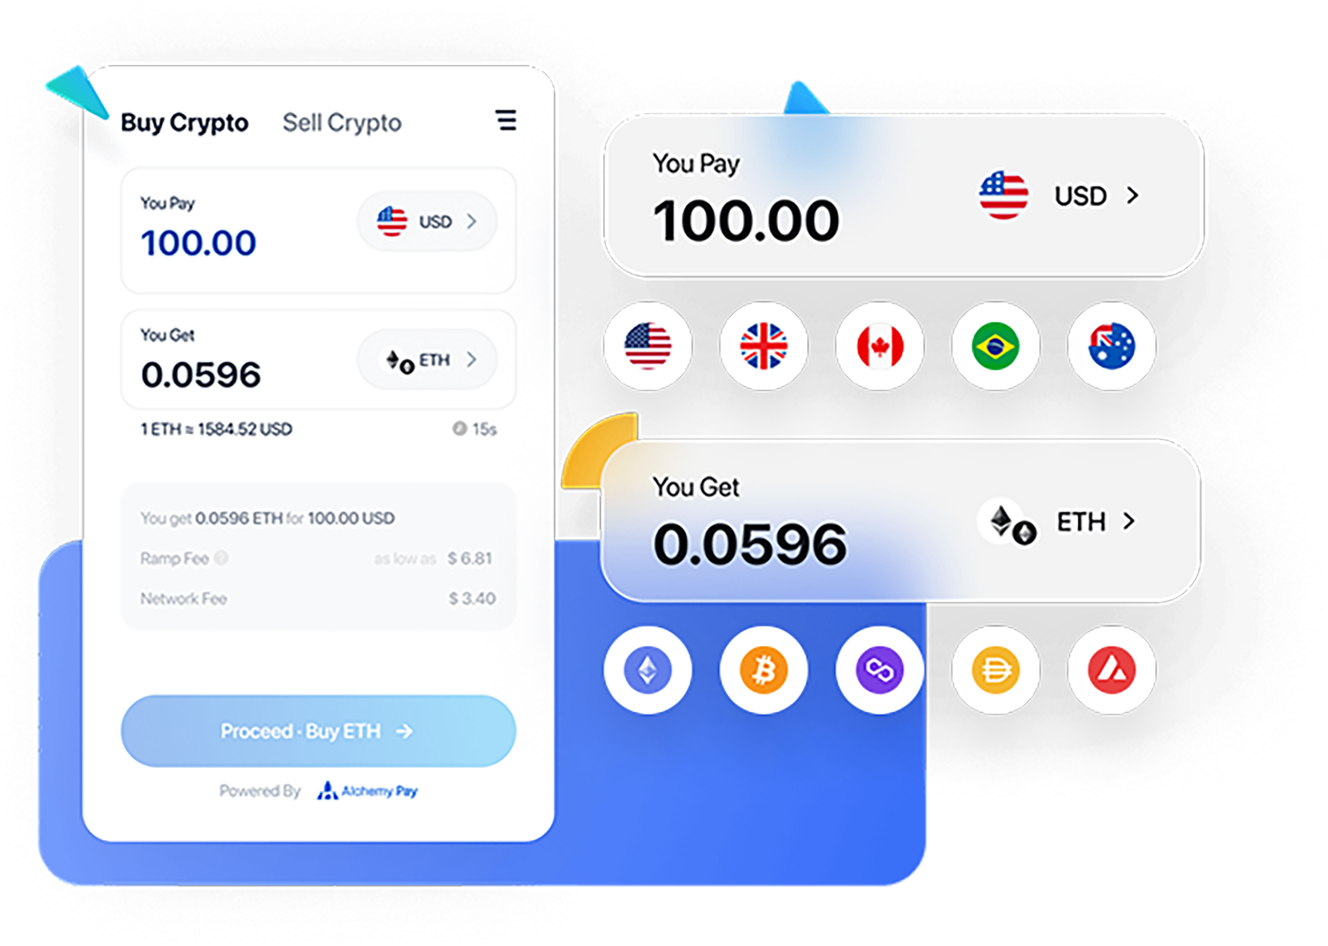 Buy Crypto Sell Crypto
You Pay
100.00
USD
You Get
0.0596
ETH
1 ETH ≈ 1584.52 USD
15s
You get 0.0596 ETH for 100.00 USD
Ramp Fee as low as $ 6.81
Network Fee $ 3.40
Proceed · Buy ETH →
Powered By Alchemy Pay
You Pay
100.00
USD
You Get
0.0596
ETH